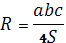 R = abc / 4S